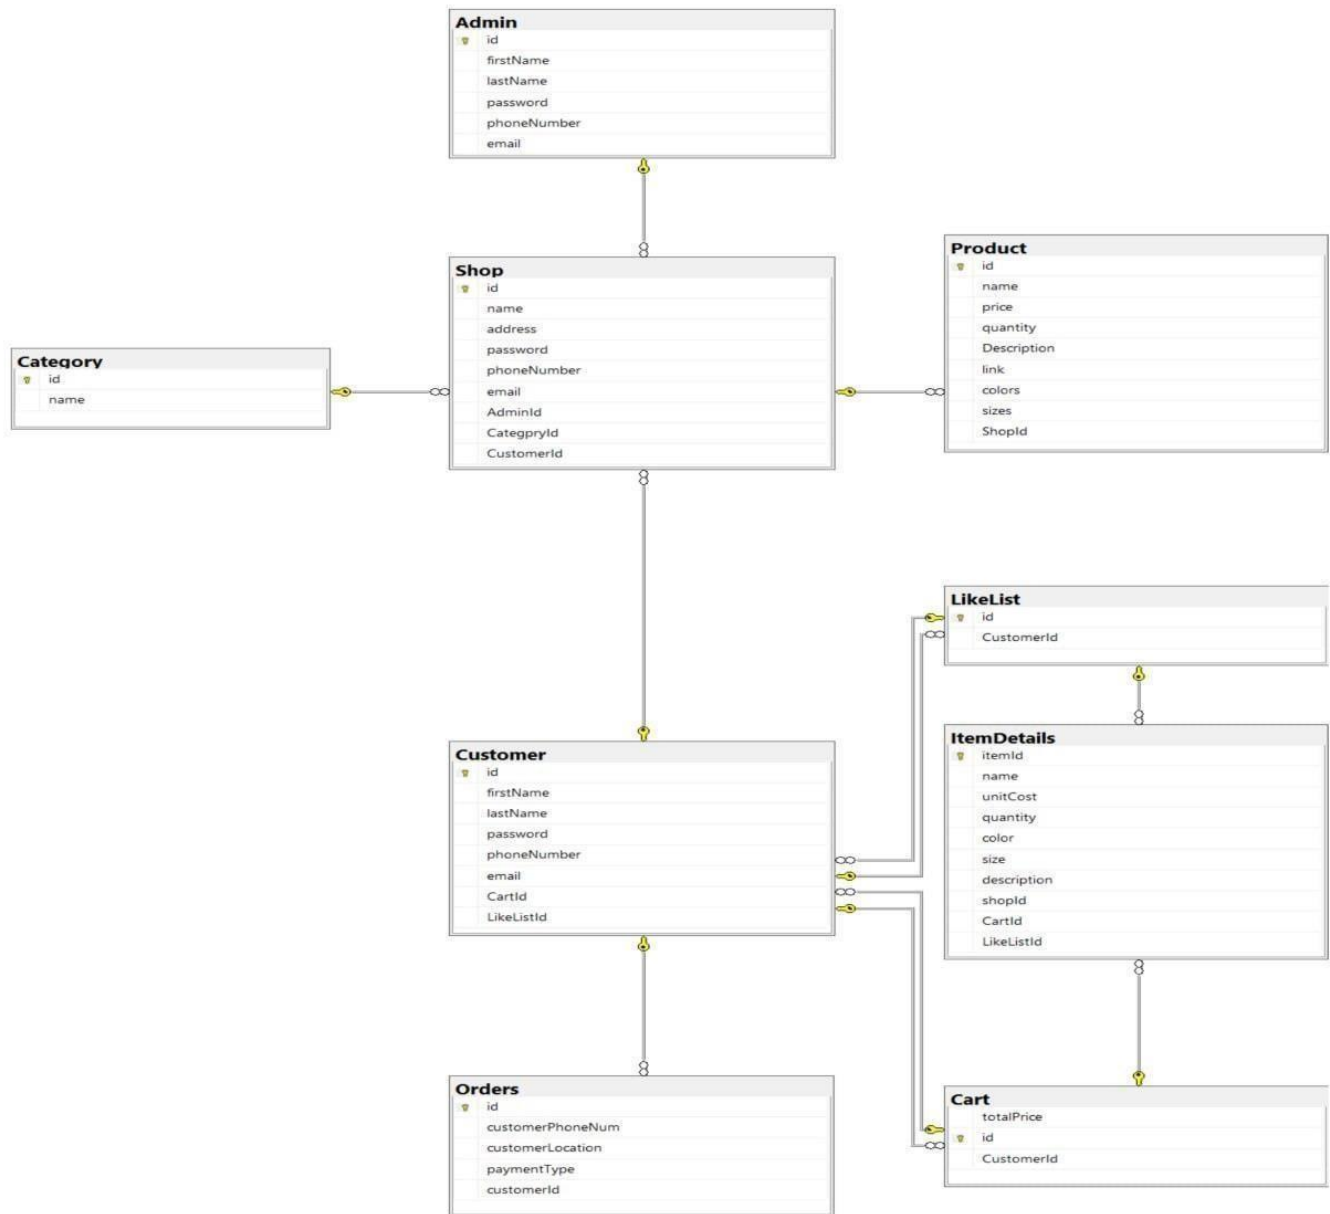 Admin
id
firstName
lastName
password
phoneNumber
email
Shop
id
name
address
password
phoneNumber
email
AdminId
CategpryId
CustomerId
Product
id
name
price
quantity
Description
link
colors
sizes
ShopId
Category
id
name
LikeList
id
CustomerId
Customer
id
firstName
lastName
password
phoneNumber
email
CartId
LikeListId
ItemDetails
itemId
name
unitCost
quantity
color
size
description
shopId
CartId
LikeListId
Orders
id
customerPhoneNum
customerLocation
paymentType
customerId
Cart
totalPrice
id
CustomerId